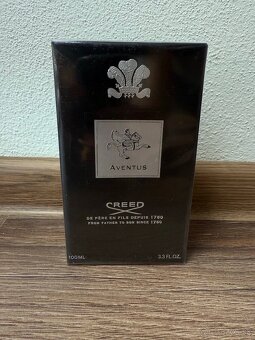 AVENTUS
CREED
DE PÈRE EN FILS DEPUIS 1760
FROM FATHER TO SON SINCE 1760
100ML 3.3 FL.OZ.